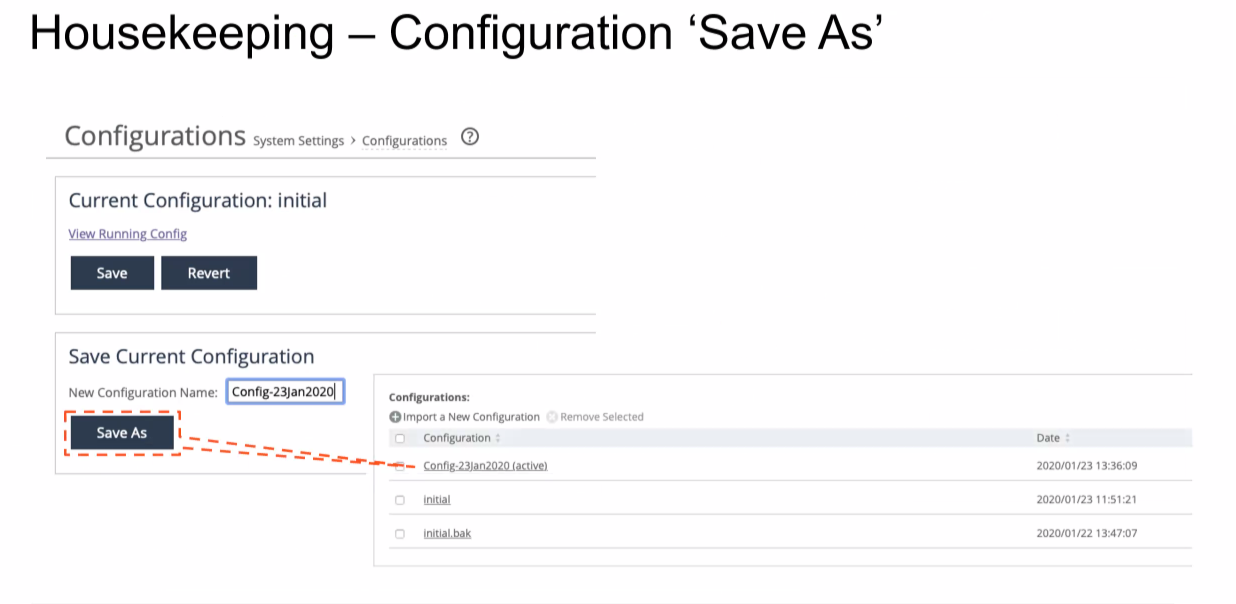 Housekeeping – Configuration ‘Save As’
Configurations System Settings > Configurations ?
Current Configuration: initial
View Running Config
Save Revert
Save Current Configuration
New Configuration Name: Config-23Jan2020
Save As
Configurations:
Import a New Configuration Remove Selected
Configuration Date
Config-23Jan2020 (active) 2020/01/23 13:36:09
initial 2020/01/23 11:51:21
initial.bak 2020/01/22 13:47:07